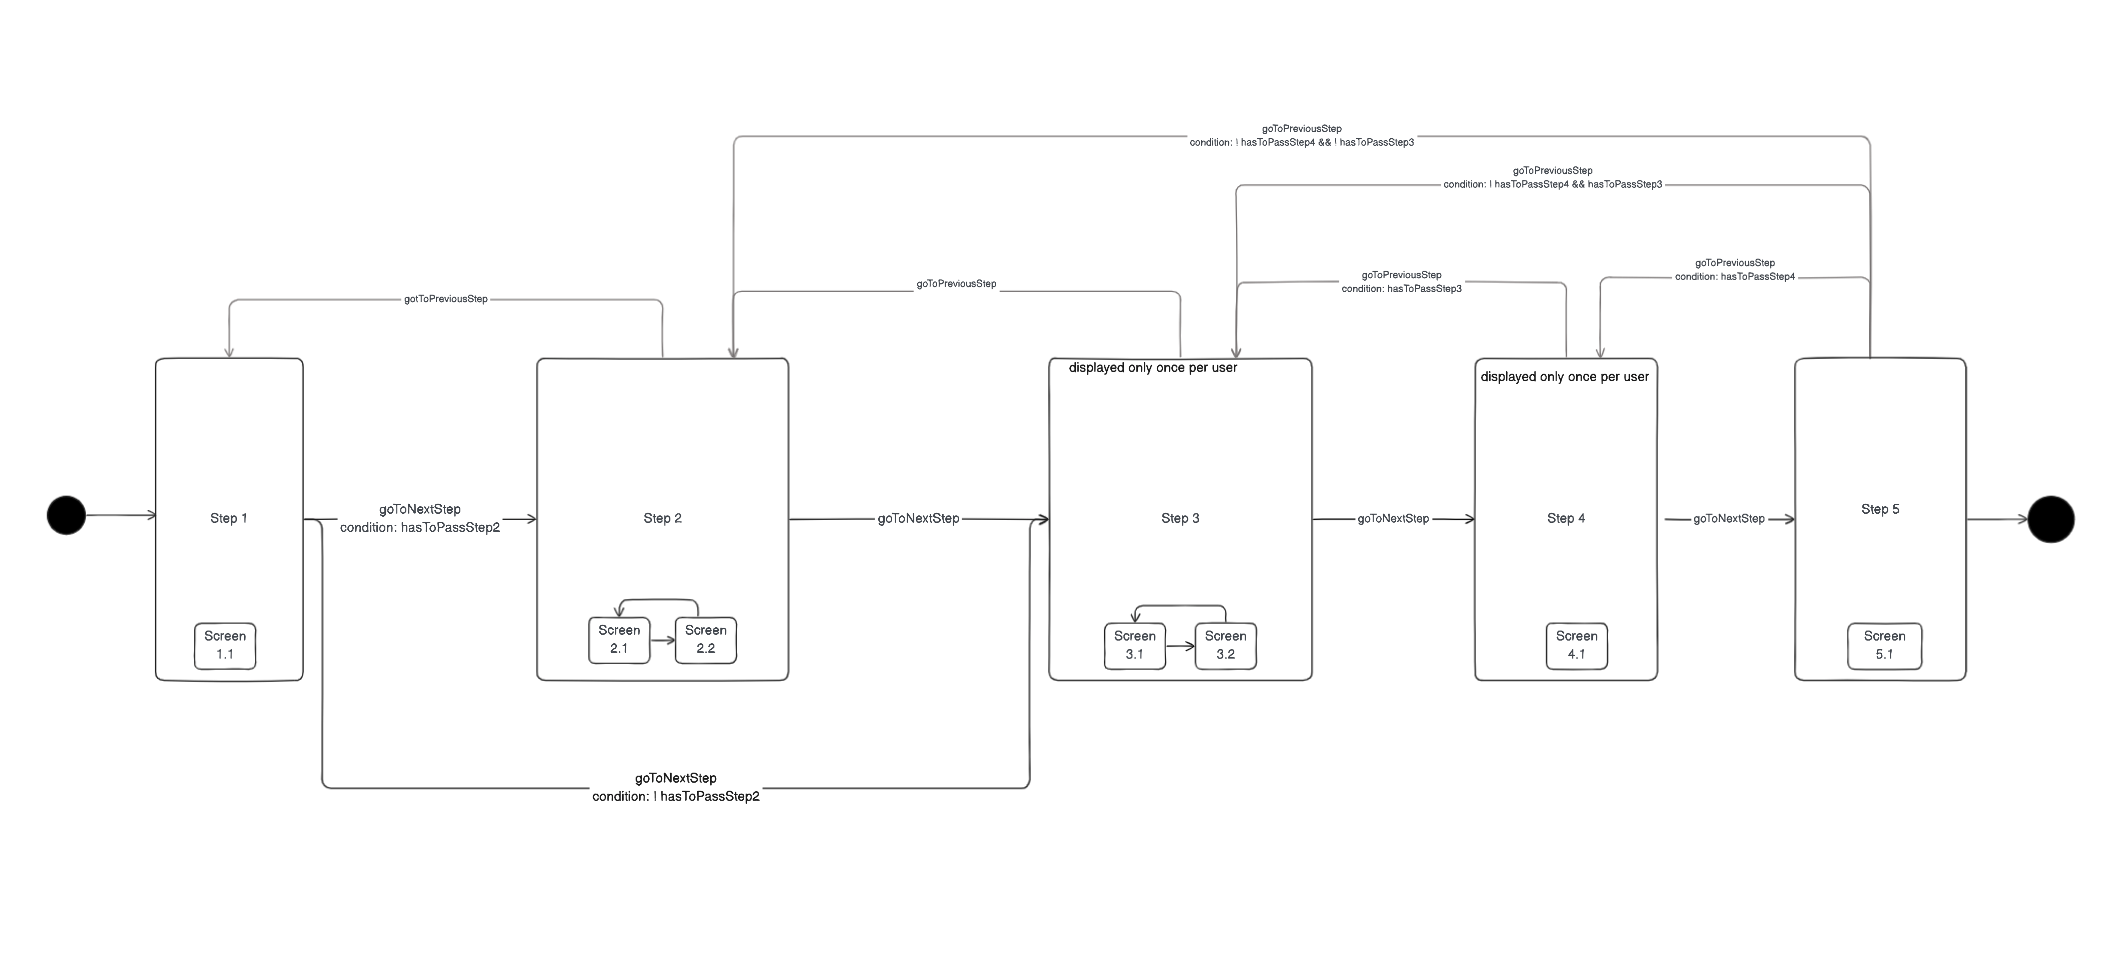 goToPreviousStep
condition: ! hasToPassStep4 && ! hasToPassStep3
goToPreviousStep
condition: ! hasToPassStep4 && hasToPassStep3
goToPreviousStep
condition: hasToPassStep4
goToPreviousStep
condition: hasToPassStep3
goToPreviousStep
gotToPreviousStep
displayed only once per user
displayed only once per user
Step 1
goToNextStep
condition: hasToPassStep2
Step 2
goToNextStep
Step 3
goToNextStep
Step 4
goToNextStep
Step 5
Screen
1.1
Screen
2.1
Screen
2.2
Screen
3.1
Screen
3.2
Screen
4.1
Screen
5.1
goToNextStep
condition: ! hasToPassStep2